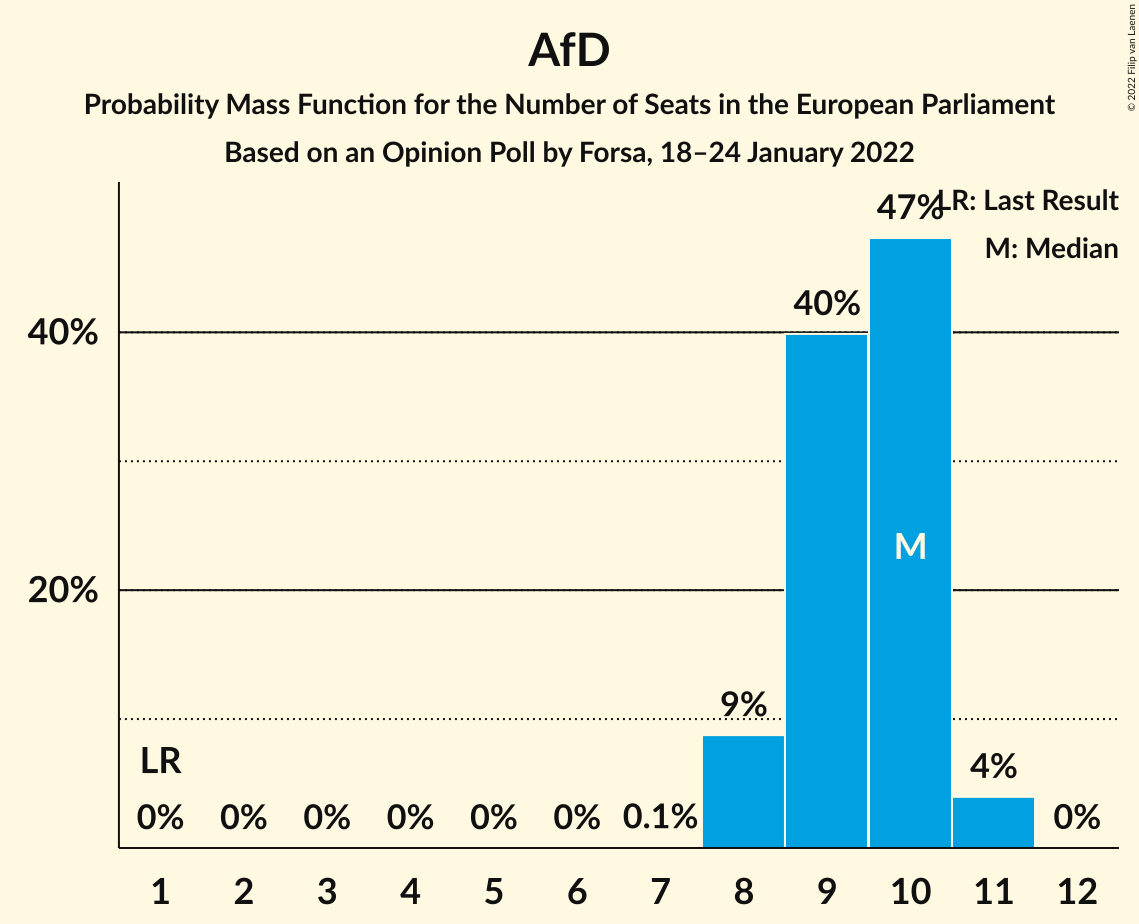 AfD
Probability Mass Function for the Number of Seats in the European Parliament
Based on an Opinion Poll by Forsa, 18–24 January 2022
© 2022 Filip van Laenen
LR: Last Result
M: Median
47%
40%
40%
M
20%
9%
LR
4%
0% 0% 0% 0% 0% 0% 0.1% 0%
1 2 3 4 5 6 7 8 9 10 11 12